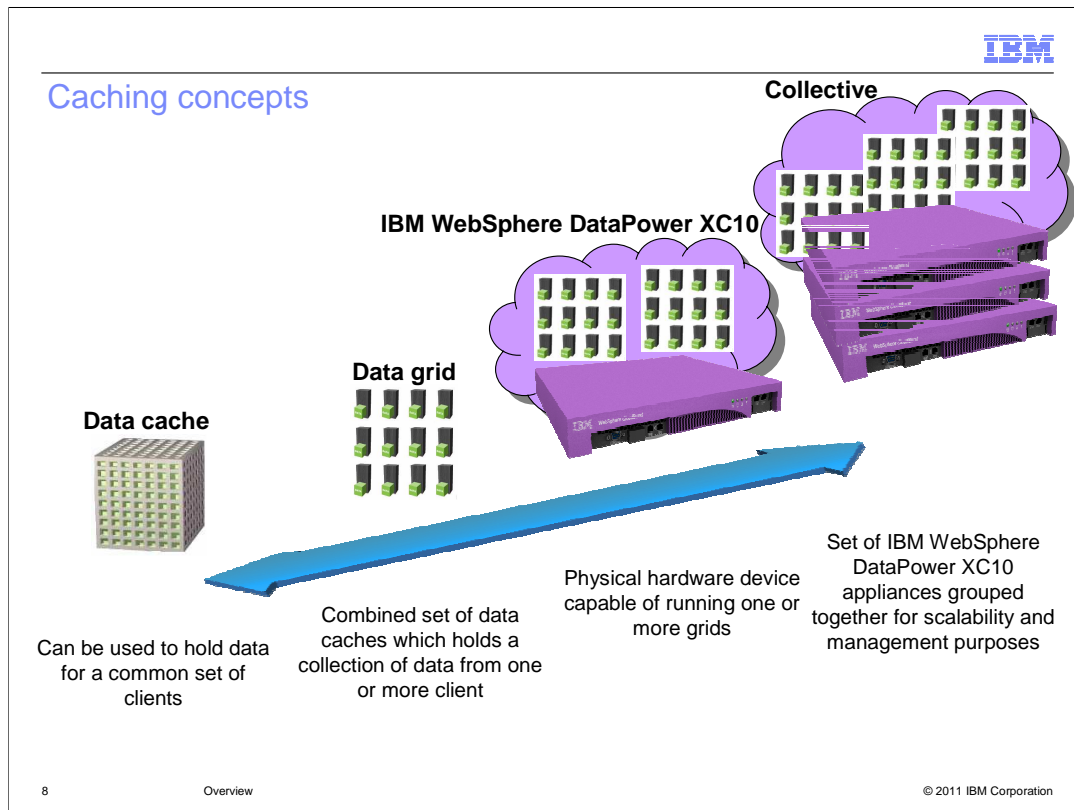 IBM
Caching concepts
Collective
IBM WebSphere DataPower XC10
Data grid
Data cache
IBM
IBM
IBM
Can be used to hold data
for a common set of
clients
Combined set of data
caches which holds a
collection of data from one
or more client
Physical hardware device
capable of running one or
more grids
Set of IBM WebSphere
DataPower XC10
appliances grouped
together for scalability and
management purposes
8
Overview
© 2011 IBM Corporation